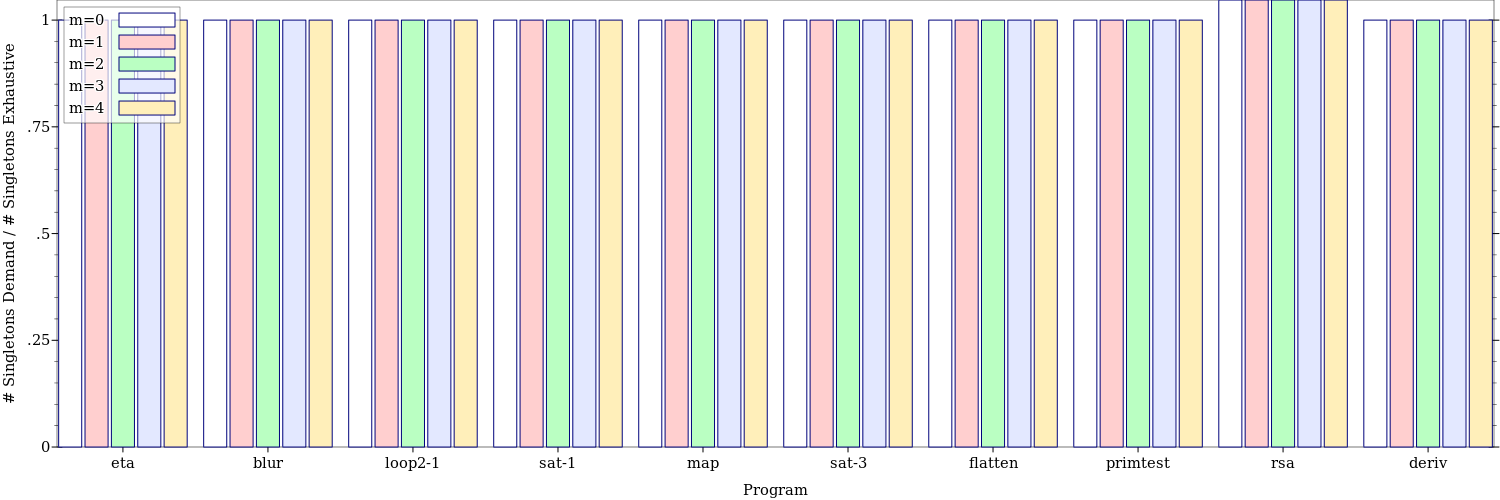 # Singletons Demand / # Singletons Exhaustive
1
.75
.5
.25
0
m=0
m=1
m=2
m=3
m=4
eta blur loop2-1 sat-1 map sat-3 flatten primtest rsa deriv
Program